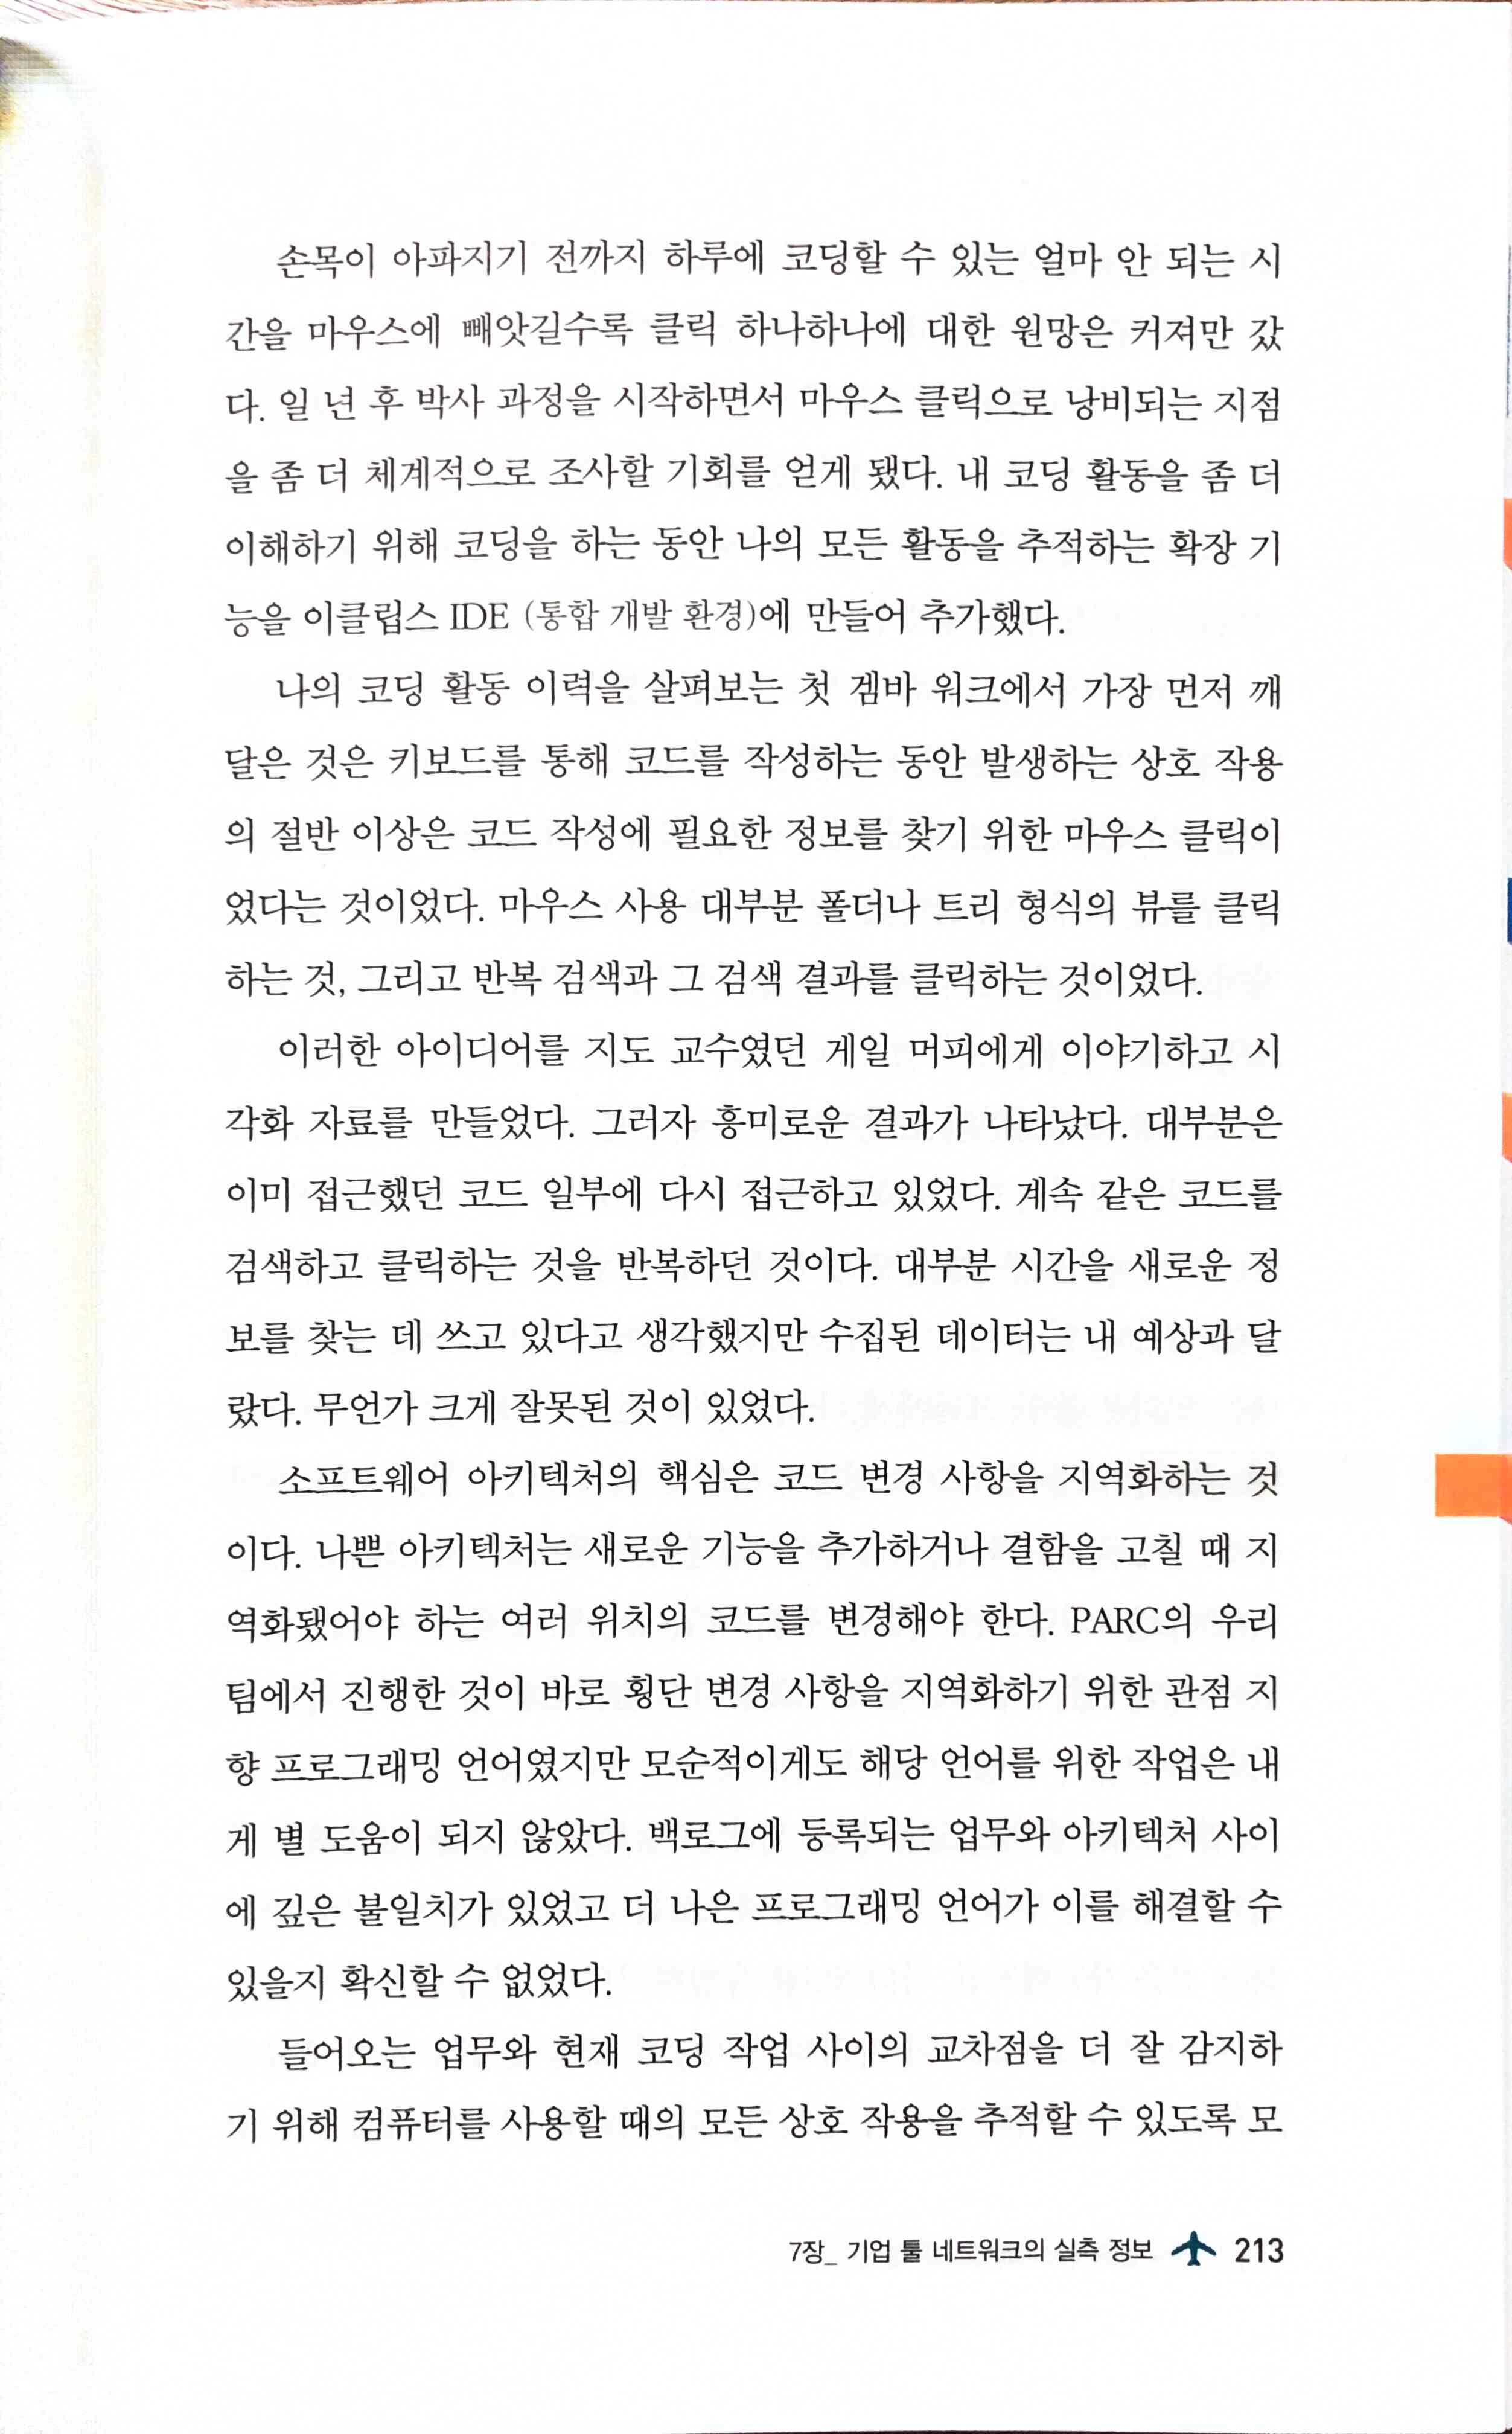 손목이 아파지기 전까지 하루에 코딩할 수 있는 얼마 안 되는 시
간을 마우스에 빼앗길수록 클릭 하나하나에 대한 원망은 커져만 갔
다. 일 년 후 박사 과정을 시작하면서 마우스 클릭으로 낭비되는 지점
을 좀 더 체계적으로 조사할 기회를 얻게 됐다. 내 코딩 활동을 좀 더
이해하기 위해 코딩을 하는 동안 나의 모든 활동을 추적하는 확장 기
능을 이클립스 IDE (통합 개발 환경)에 만들어 추가했다.
나의 코딩 활동 이력을 살펴보는 첫 겜바 워크에서 가장 먼저 깨
달은 것은 키보드를 통해 코드를 작성하는 동안 발생하는 상호 작용
의 절반 이상은 코드 작성에 필요한 정보를 찾기 위한 마우스 클릭이
었다는 것이었다. 마우스 사용 대부분 폴더나 트리 형식의 뷰를 클릭
하는 것, 그리고 반복 검색과 그 검색 결과를 클릭하는 것이었다.
이러한 아이디어를 지도 교수였던 게일 머피에게 이야기하고 시
각화 자료를 만들었다. 그러자 흥미로운 결과가 나타났다. 대부분은
이미 접근했던 코드 일부에 다시 접근하고 있었다. 계속 같은 코드를
검색하고 클릭하는 것을 반복하던 것이다. 대부분 시간을 새로운 정
보를 찾는 데 쓰고 있다고 생각했지만 수집된 데이터는 내 예상과 달
랐다. 무언가 크게 잘못된 것이 있었다.
소프트웨어 아키텍처의 핵심은 코드 변경 사항을 지역화하는 것
이다. 나쁜 아키텍처는 새로운 기능을 추가하거나 결함을 고칠 때 지
역화됐어야 하는 여러 위치의 코드를 변경해야 한다. PARC의 우리
팀에서 진행한 것이 바로 횡단 변경 사항을 지역화하기 위한 관점 지
향 프로그래밍 언어였지만 모순적이게도 해당 언어를 위한 작업은 내
게 별 도움이 되지 않았다. 백로그에 등록되는 업무와 아키텍처 사이
에 깊은 불일치가 있었고 더 나은 프로그래밍 언어가 이를 해결할 수
있을지 확신할 수 없었다.
들어오는 업무와 현재 코딩 작업 사이의 교차점을 더 잘 감지하
기 위해 컴퓨터를 사용할 때의 모든 상호 작용을 추적할 수 있도록 모
7장_ 기업 툴 네트워크의 실측 정보 213